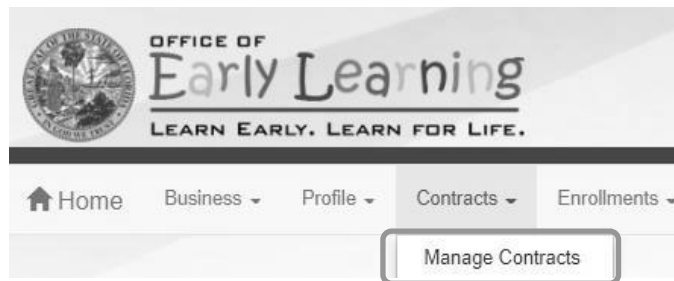 OFFICE OF
Early Learning
LEARN EARLY. LEARN FOR LIFE.
Home Business Profile Contracts Enrollments
Manage Contracts